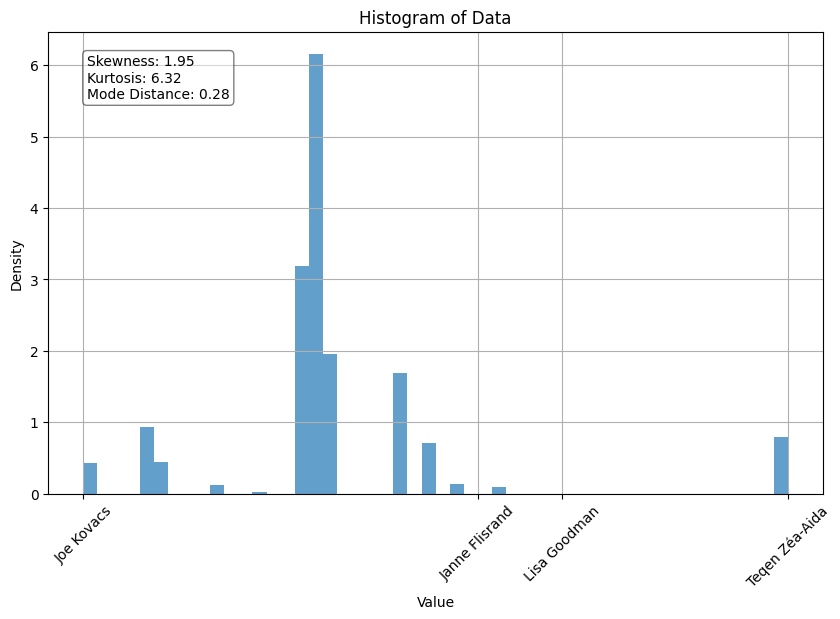 Histogram of Data
Skewness: 1.95
Kurtosis: 6.32
Mode Distance: 0.28
Density
6
5
4
3
2
1
0
Joe Kovacs
Janne Flisrand
Lisa Goodman
Teqen Zéa-Aida
Value